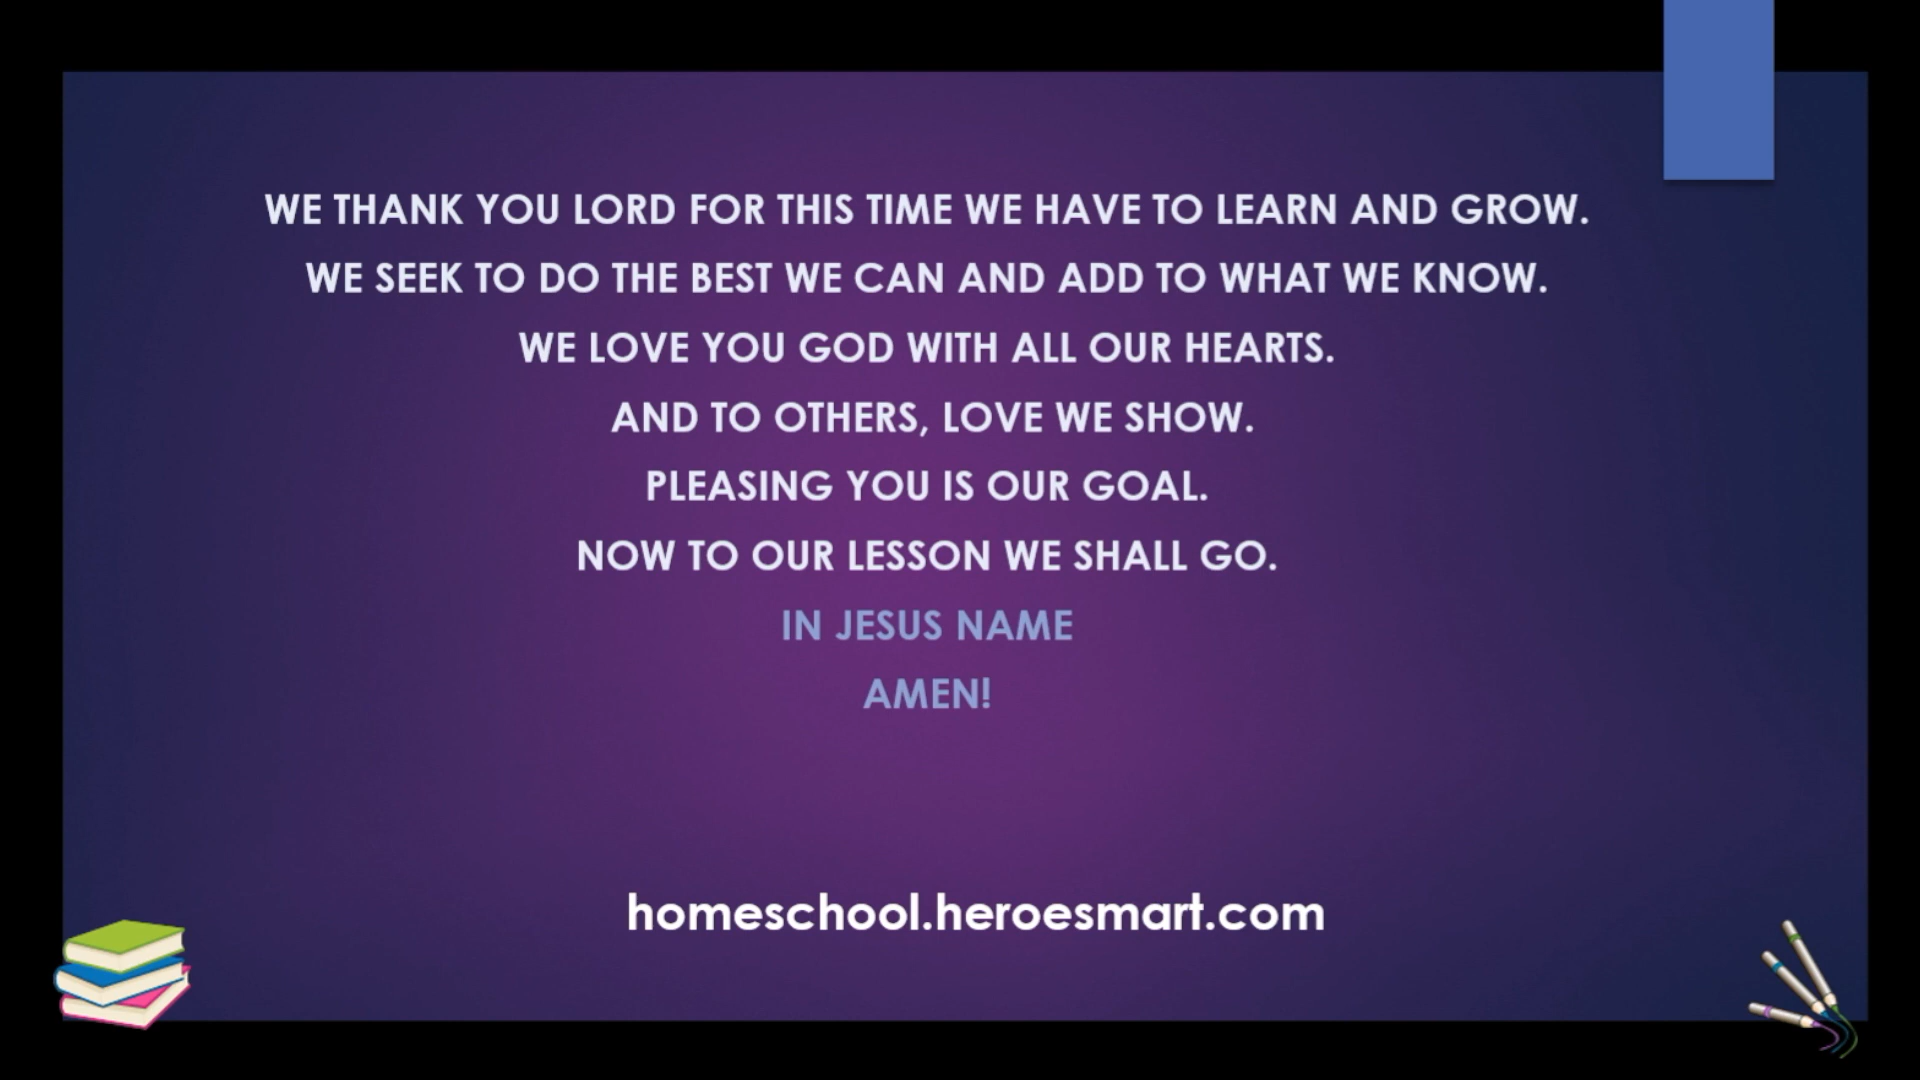 WE THANK YOU LORD FOR THIS TIME WE HAVE TO LEARN AND GROW.
WE SEEK TO DO THE BEST WE CAN AND ADD TO WHAT WE KNOW.
WE LOVE YOU GOD WITH ALL OUR HEARTS.
AND TO OTHERS, LOVE WE SHOW.
PLEASING YOU IS OUR GOAL.
NOW TO OUR LESSON WE SHALL GO.
IN JESUS NAME
AMEN!
homeschool.heroesmart.com